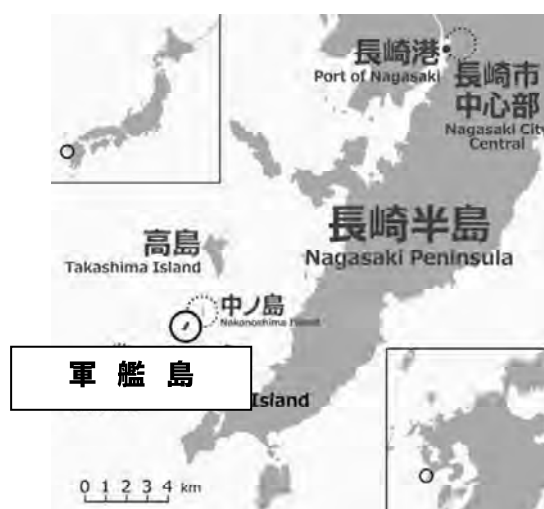 長崎港
Port of Nagasaki
長崎市
中心部
Nagasaki City
Central
長崎半島
Nagasaki Peninsula
高島
Takashima Island
中ノ島
Nakanoshima Island
軍艦島
Island
0 1 2 3 4 km